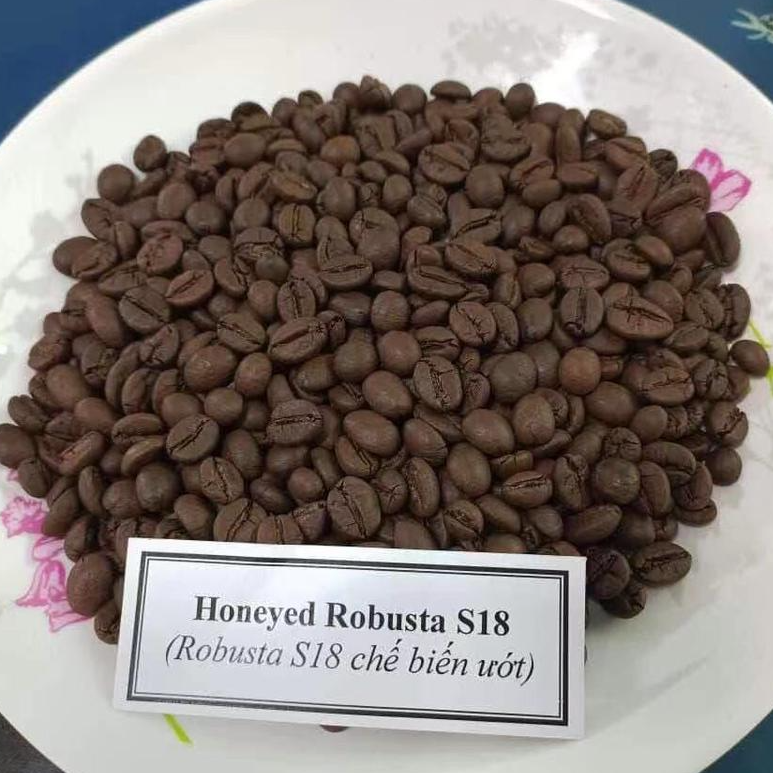 Honeyed Robusta S18
(Robusta S18 chế biến ướt)